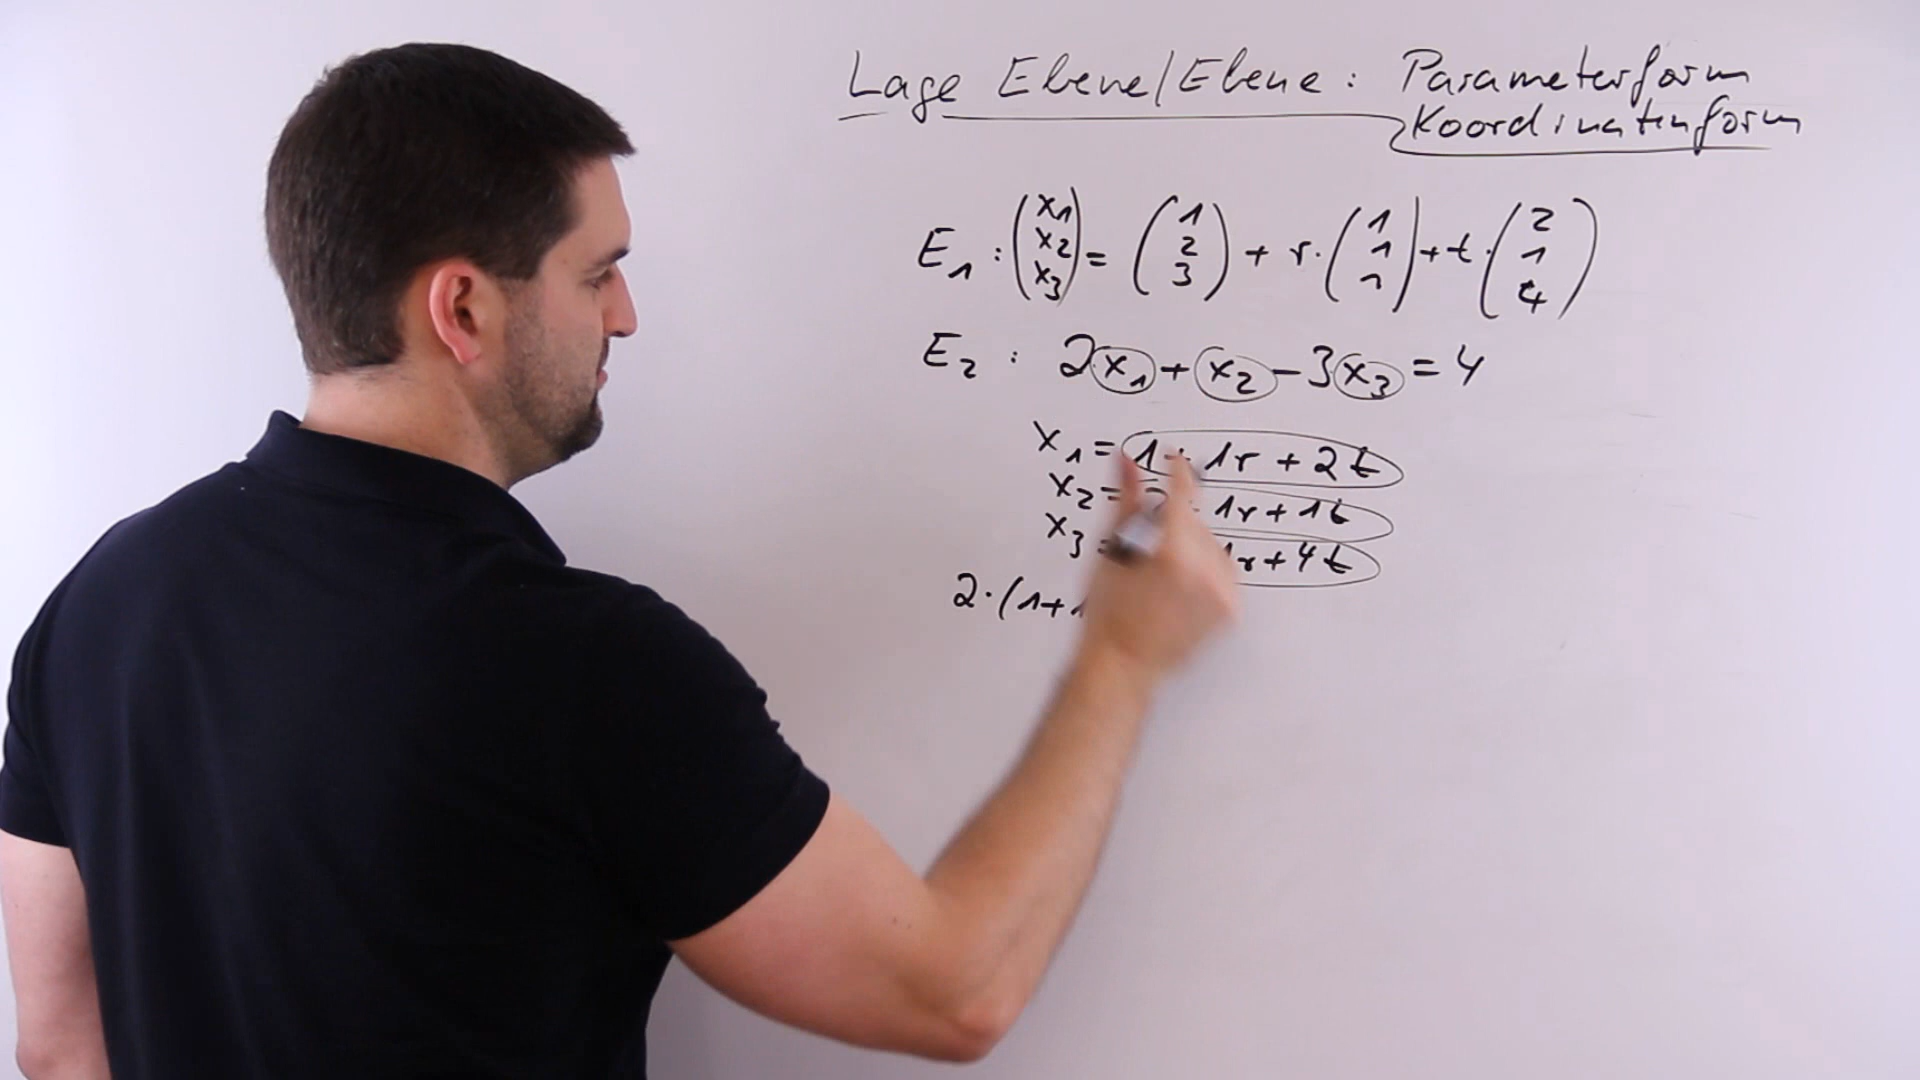 Lage Ebene/Ebene: Parameterform
Koordinatenform
E₁: (x₁ x₂ x₃) = (1 2 3) + r·(1 1 1) + t·(2 1 4)
E₂: 2x₁ + x₂ - 3x₃ = 4
x₁ = 1 + 1r + 2t
x₂ = 1r + 1t
x₃ = 1r + 4t
2·(1+1